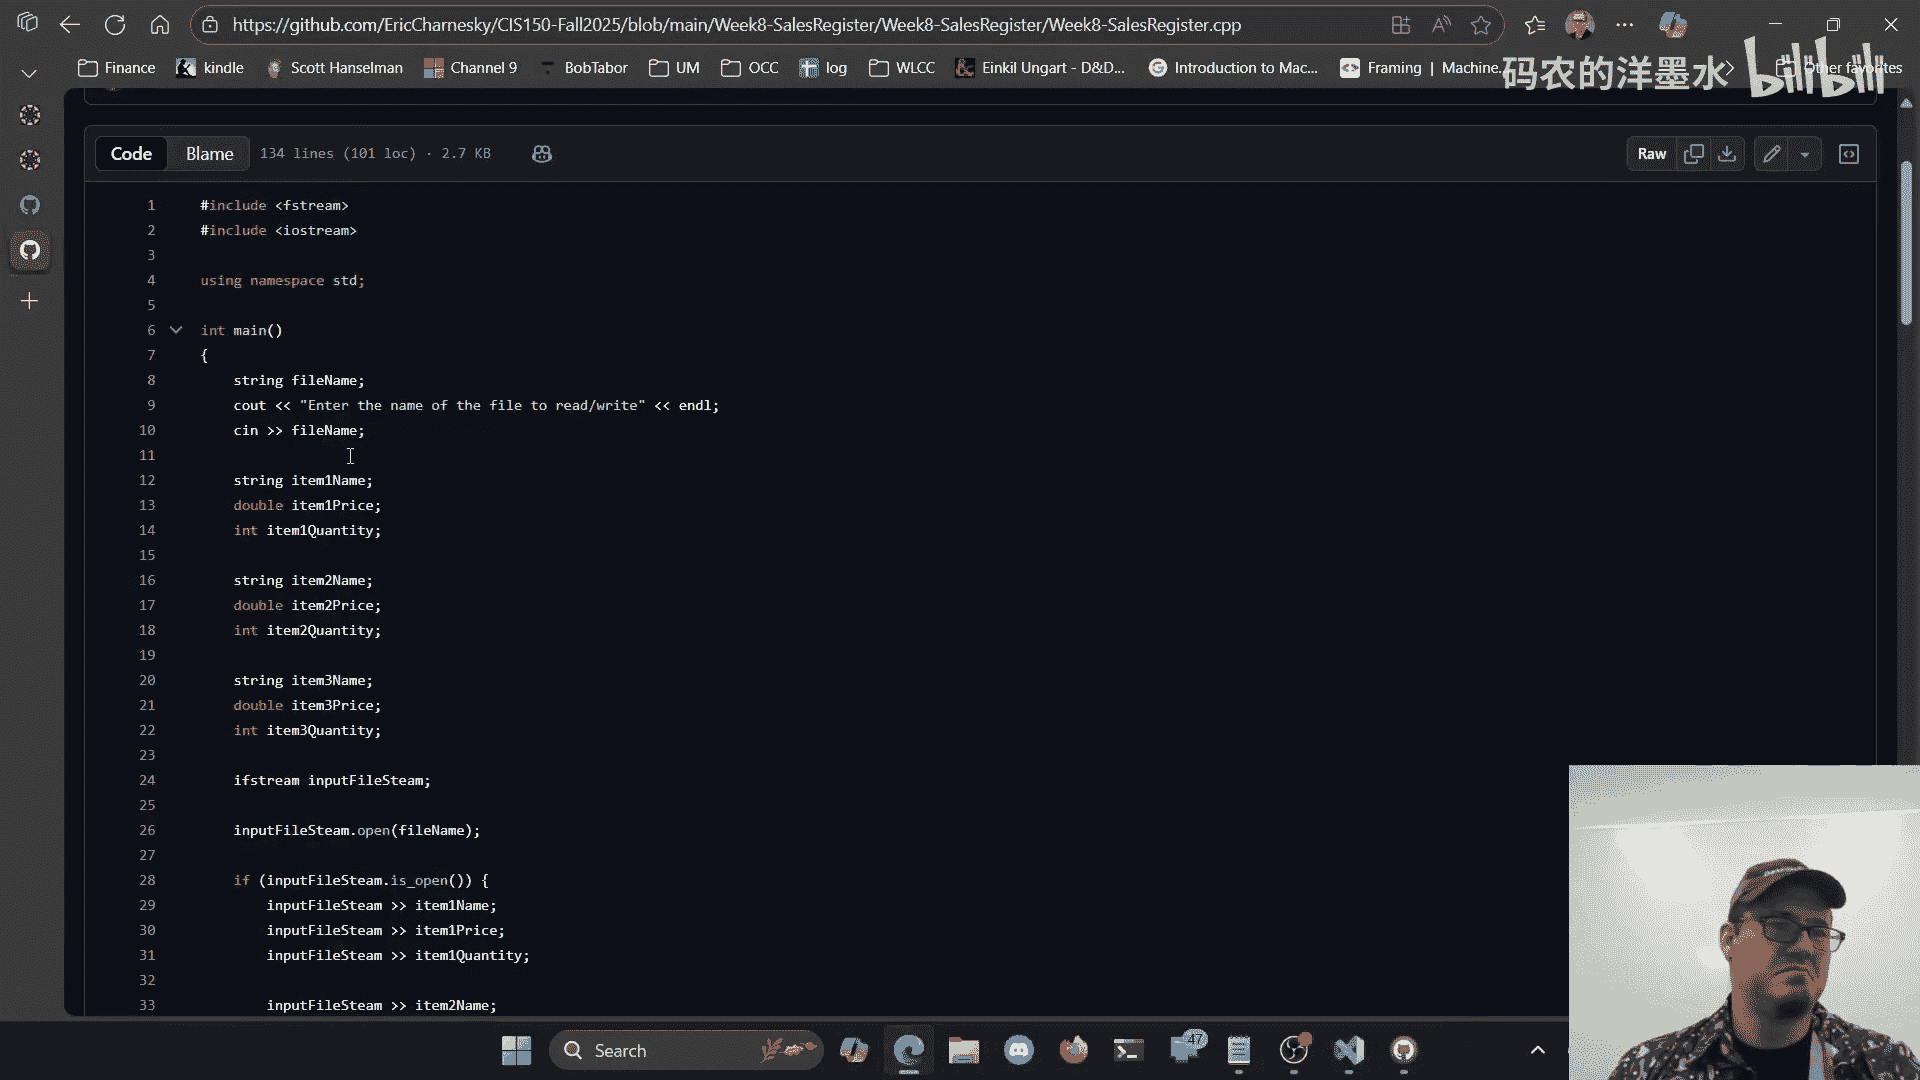 https://github.com/EricCharnesky/CIS150-Fall2025/blob/main/Week8-SalesRegister/Week8-SalesRegister/Week8-SalesRegister.cpp
Finance kindle Scott Hanselman Channel 9 BobTabor UM OCC log WLCC Einkil Ungart - D&D... Introduction to Mac... Framing | Machine... Other favorites
码农的洋墨水 bilibili
Code Blame 134 lines (101 loc) · 2.7 KB Raw
1 #include <fstream>
2 #include <iostream>
3
4 using namespace std;
5
6 int main()
7 {
8 string fileName;
9 cout << "Enter the name of the file to read/write" << endl;
10 cin >> fileName;
11
12 string item1Name;
13 double item1Price;
14 int item1Quantity;
15
16 string item2Name;
17 double item2Price;
18 int item2Quantity;
19
20 string item3Name;
21 double item3Price;
22 int item3Quantity;
23
24 ifstream inputFileSteam;
25
26 inputFileSteam.open(fileName);
27
28 if (inputFileSteam.is_open()) {
29 inputFileSteam >> item1Name;
30 inputFileSteam >> item1Price;
31 inputFileSteam >> item1Quantity;
32
33 inputFileSteam >> item2Name;
Search
47